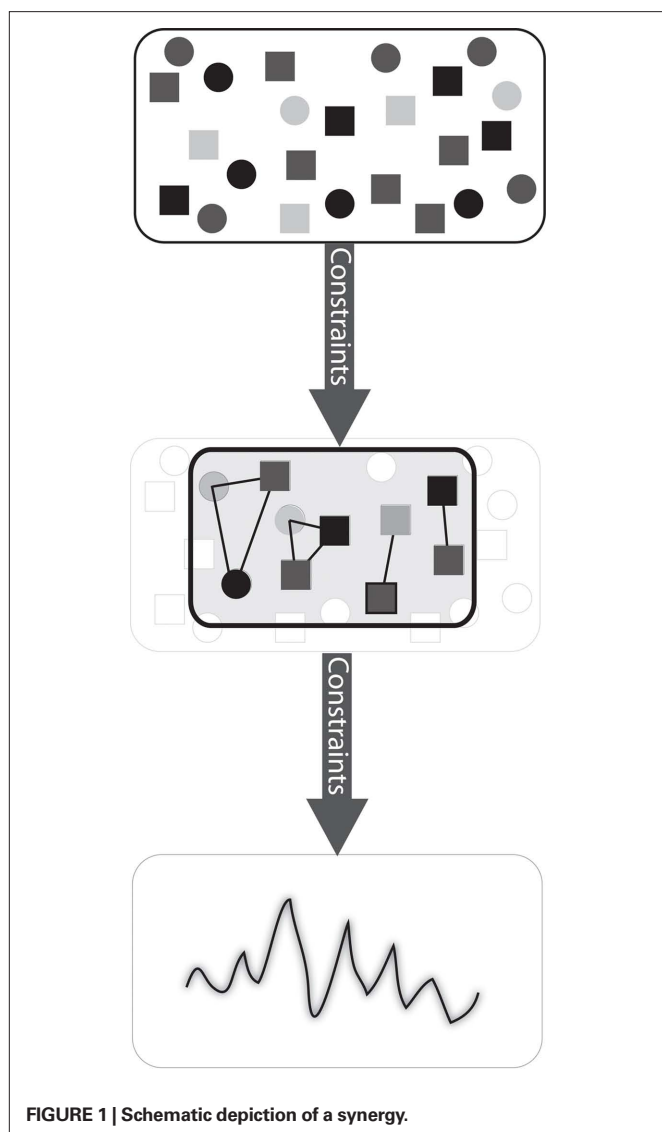 Constraints
Constraints
FIGURE 1 | Schematic depiction of a synergy.